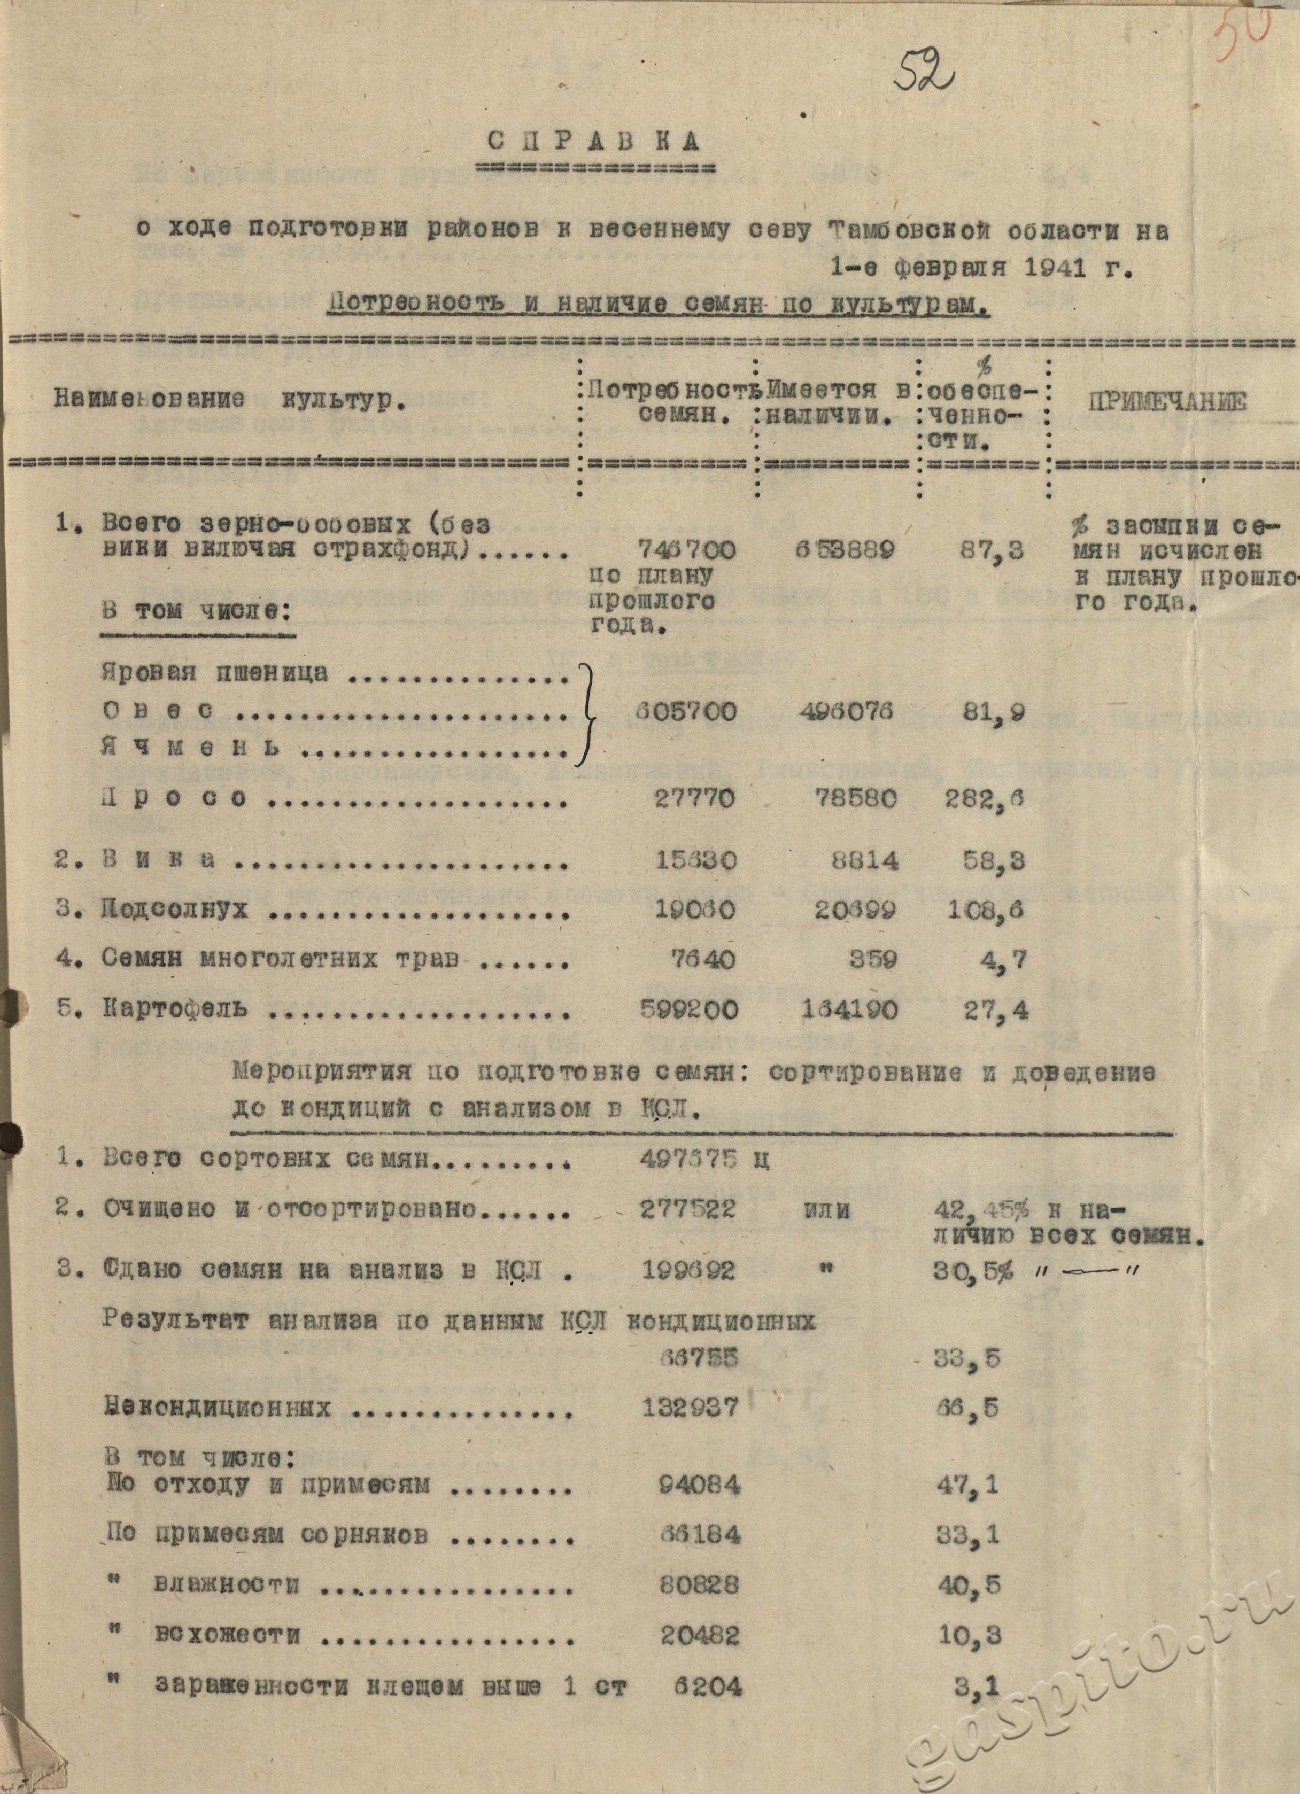 50
52
СПРАВКА
===============
о ходе подготовки районов к весеннему севу Тамбовской области на
1-е февраля 1941 г.
Потребность и наличие семян по культурам.
Наименование культур. : Потребность семян. : Имеется в наличии. : % обеспеченности. : ПРИМЕЧАНИЕ
1. Всего зерно-бобовых (без
вики включая страхфонд)...... 746700 653889 87,3
по плану
прошлого
года.
% засыпки се-
мян исчислен
к плану прошло-
го года.
В том числе:
Яровая пшеница ..............
Овес ..................... 605700 496076 81,9
Ячмень .................
Просо ................... 27770 78580 282,6
2. Вика ..................... 15630 8814 58,3
3. Подсолнух ................... 19060 20699 108,6
4. Семян многолетних трав ...... 7640 359 4,7
5. Картофель ................... 599200 164190 27,4
Мероприятия по подготовке семян: сортирование и доведение
до кондиций с анализом в КСЛ.
1. Всего сортовых семян......... 497675 ц
2. Очищено и отсортировано...... 277522 или 42,45% к на-
личию всех семян.
3. Сдано семян на анализ в КСЛ . 199692 " 30,5% " — "
Результат анализа по данным КСЛ кондиционных
66755 33,5
Некондиционных .............. 132937 66,5
В том числе:
По отходу и примесям ........ 94084 47,1
По примесям сорняков ........ 66184 33,1
" влажности ................ 80828 40,5
" всхожести ................ 20482 10,3
" зараженности клещем выше 1 ст 6204 3,1
gaspito.ru